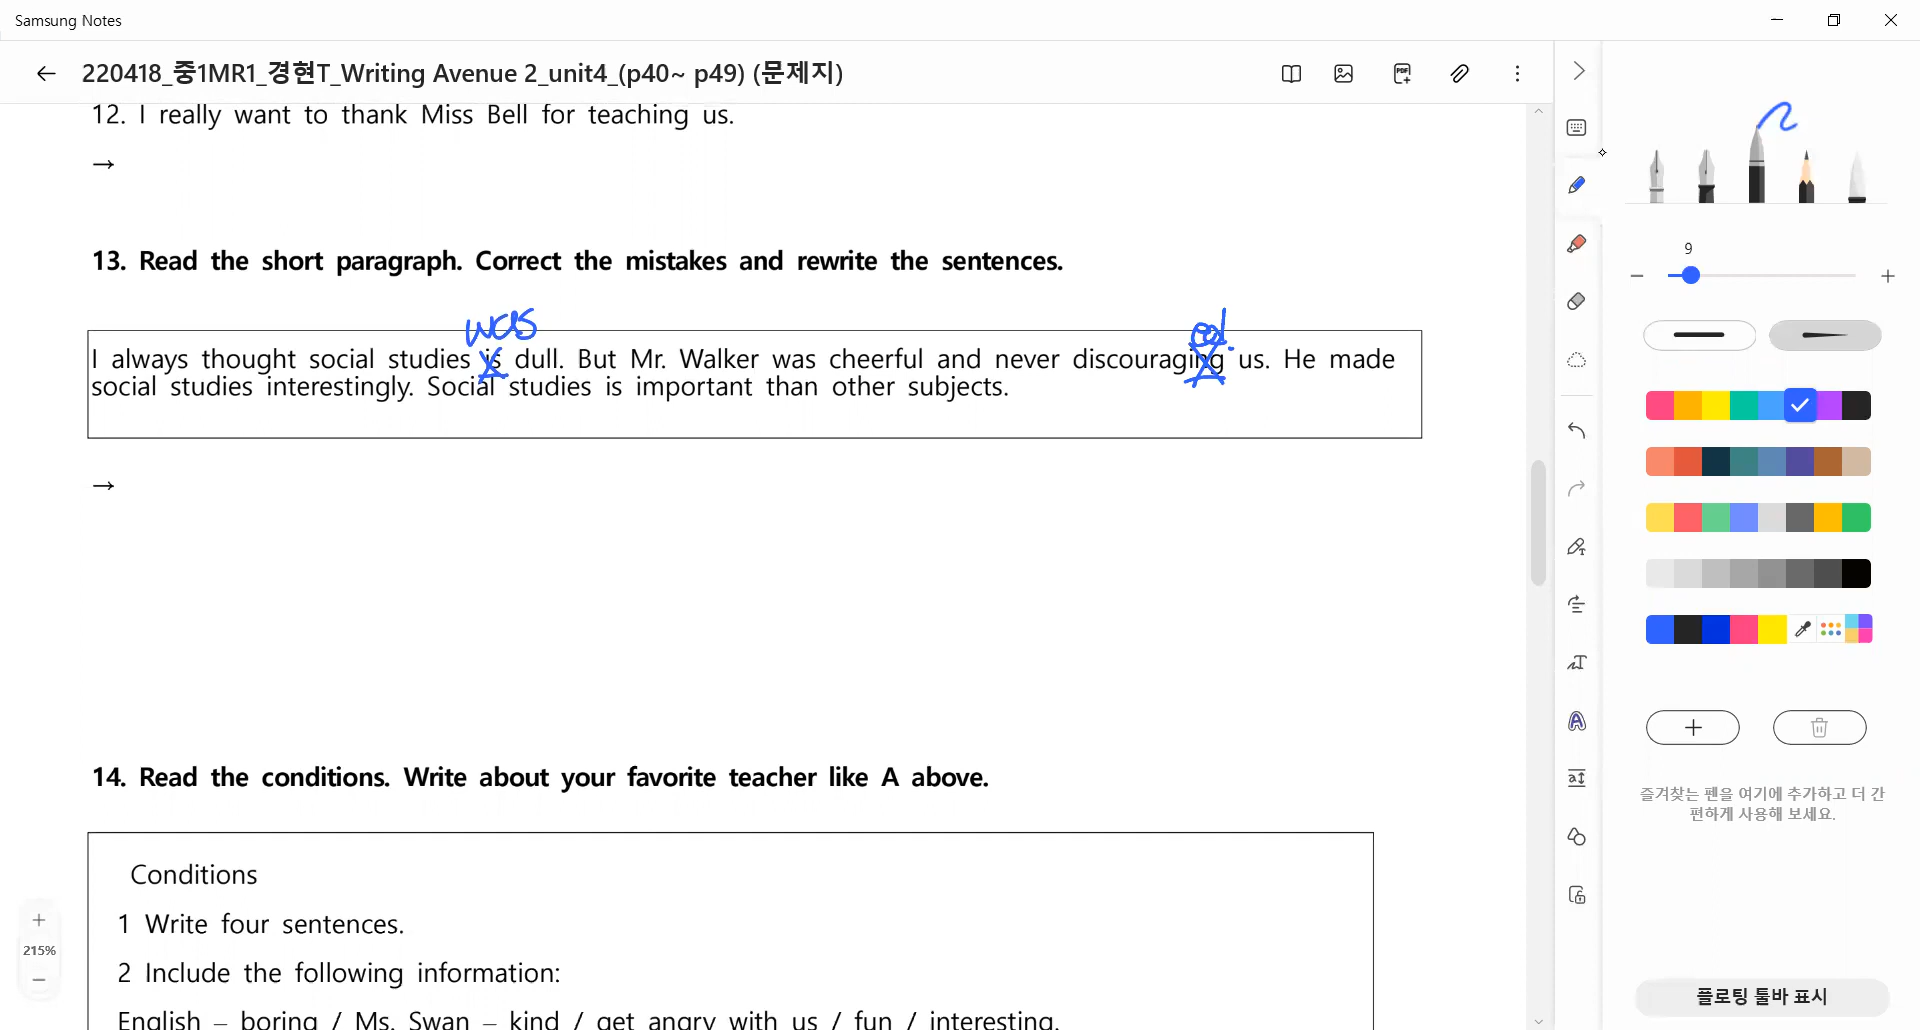 Samsung Notes
220418_중1MR1_경현T_Writing Avenue 2_unit4_(p40~ p49) (문제지)
12. I really want to thank Miss Bell for teaching us.
→
13. Read the short paragraph. Correct the mistakes and rewrite the sentences.
was
ed
I always thought social studies is dull. But Mr. Walker was cheerful and never discouraging us. He made
social studies interestingly. Social studies is important than other subjects.
→
14. Read the conditions. Write about your favorite teacher like A above.
Conditions
1 Write four sentences.
2 Include the following information:
English – boring / Ms. Swan – kind / get angry with us / fun / interesting.
215%
PDF
9
즐겨찾는 펜을 여기에 추가하고 더 간
편하게 사용해 보세요.
플로팅 툴바 표시